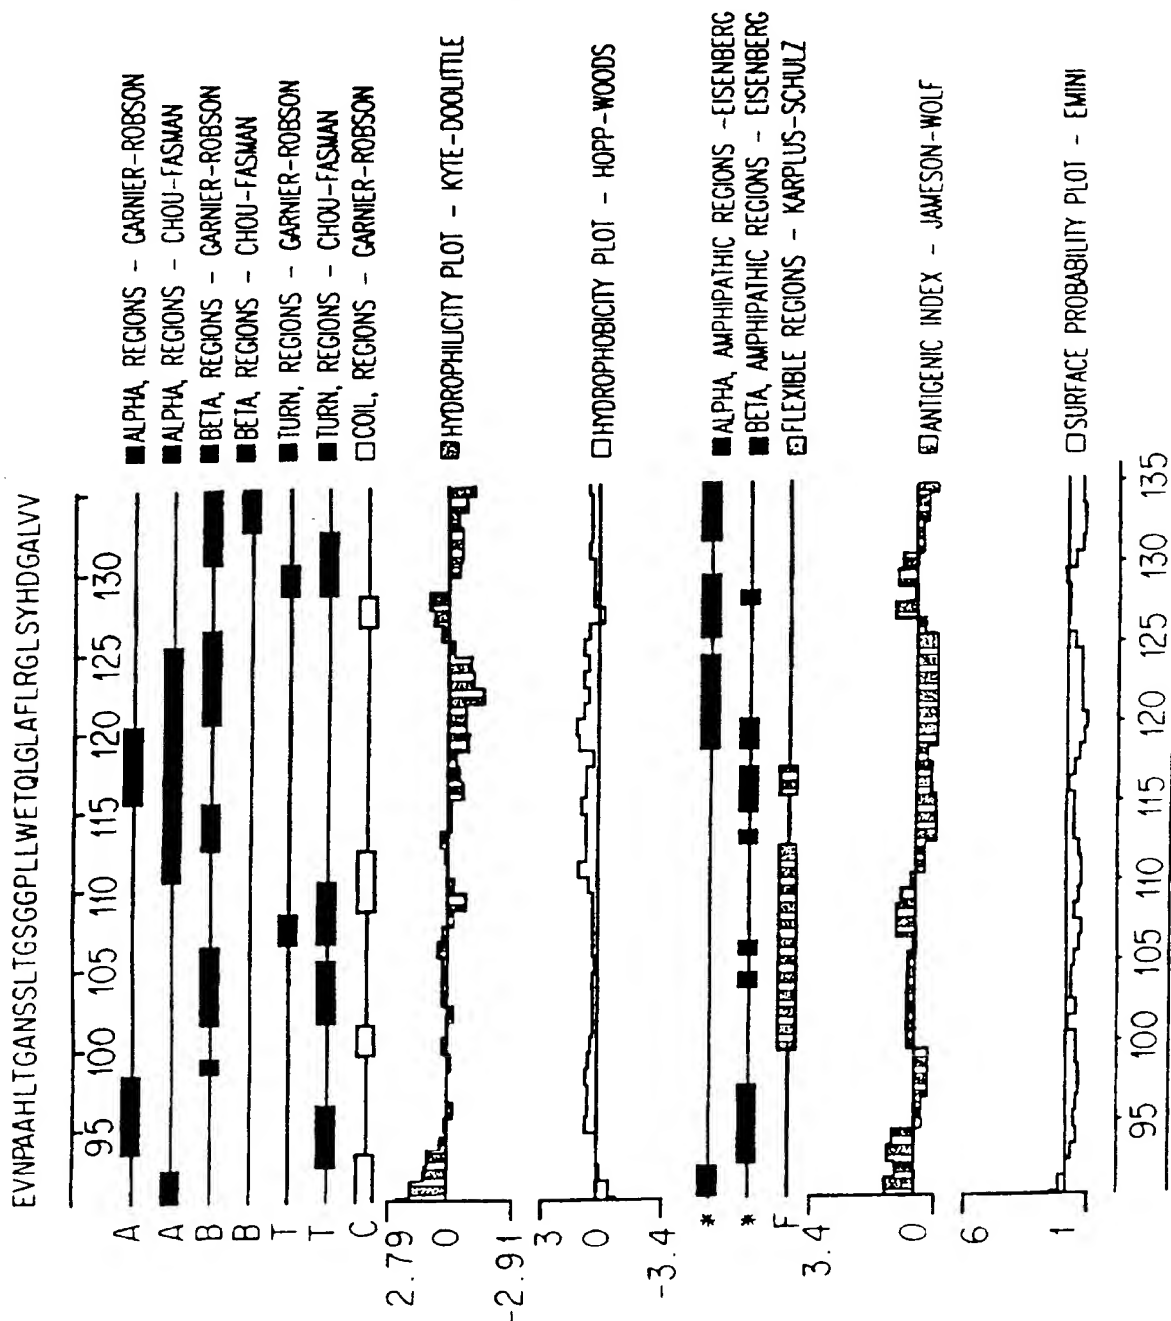 EVNPAAHLTGANSSLTGSGGPLLWETQLGLAFLRGLSYHDGALVV
95 100 105 110 115 120 125 130
A ■ALPHA, REGIONS - GARNIER-ROBSON
A ■ALPHA, REGIONS - CHOU-FASMAN
B ■BETA, REGIONS - GARNIER-ROBSON
B ■BETA, REGIONS - CHOU-FASMAN
T ■TURN, REGIONS - GARNIER-ROBSON
T ■TURN, REGIONS - CHOU-FASMAN
C □COIL, REGIONS - GARNIER-ROBSON
2.79
0 HYDROPHILICITY PLOT - KYTE-DOOLITTLE
-2.91
3
0 □HYDROPHOBICITY PLOT - HOPP-WOODS
-3.4
* ■ALPHA, AMPHIPATHIC REGIONS -EISENBERG
* ■BETA, AMPHIPATHIC REGIONS - EISENBERG
F FLEXIBLE REGIONS - KARPLUS-SCHULZ
3.4
0 ANTIGENIC INDEX - JAMESON-WOLF
6
1 □SURFACE PROBABILITY PLOT - EMINI
95 100 105 110 115 120 125 130 135